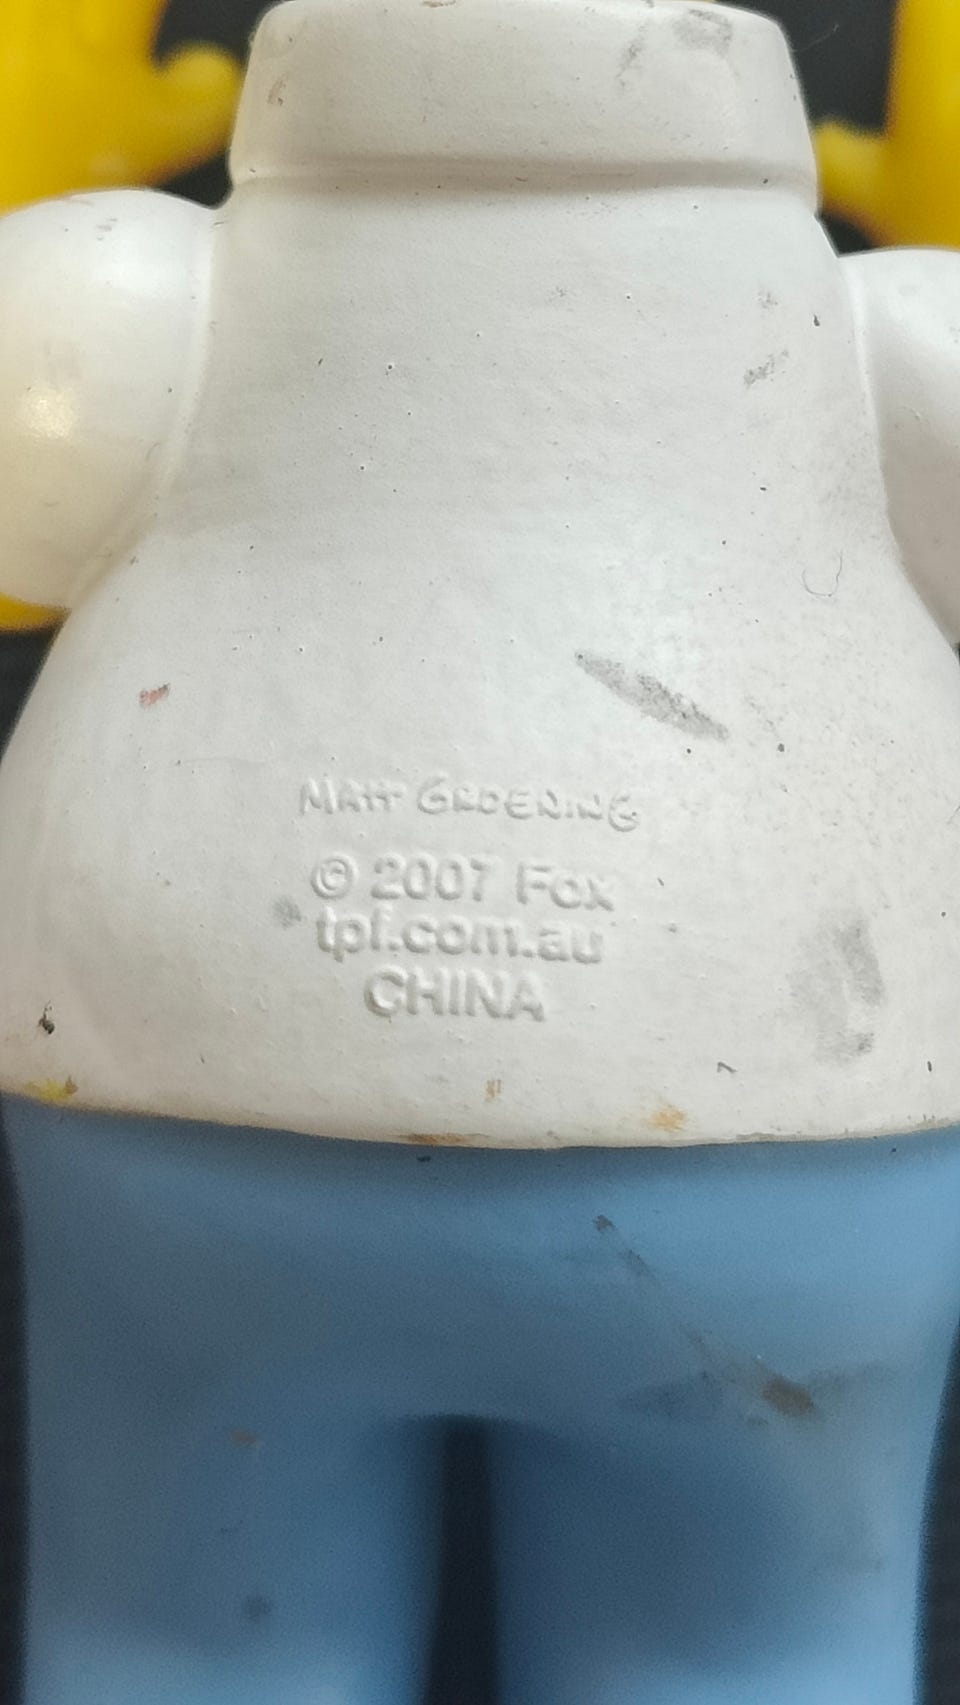 MATT GROENING
© 2007 Fox
tpf.com.au
CHINA